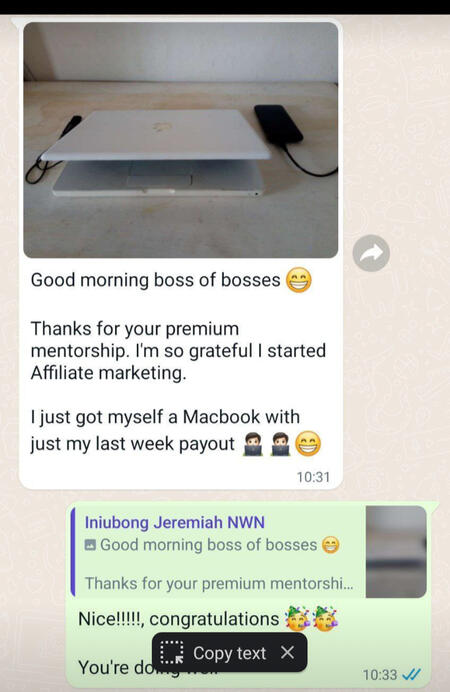 Good morning boss of bosses 😁
Thanks for your premium
mentorship. I'm so grateful I started
Affiliate marketing.
I just got myself a Macbook with
just my last week payout 🧑🏻‍💻 🧑🏻‍💻😁
10:31
Iniubong Jeremiah NWN
Good morning boss of bosses 😁
Thanks for your premium mentorshi...
Nice!!!!!, congratulations 🥳🥳
You're do
Copy text
10:33